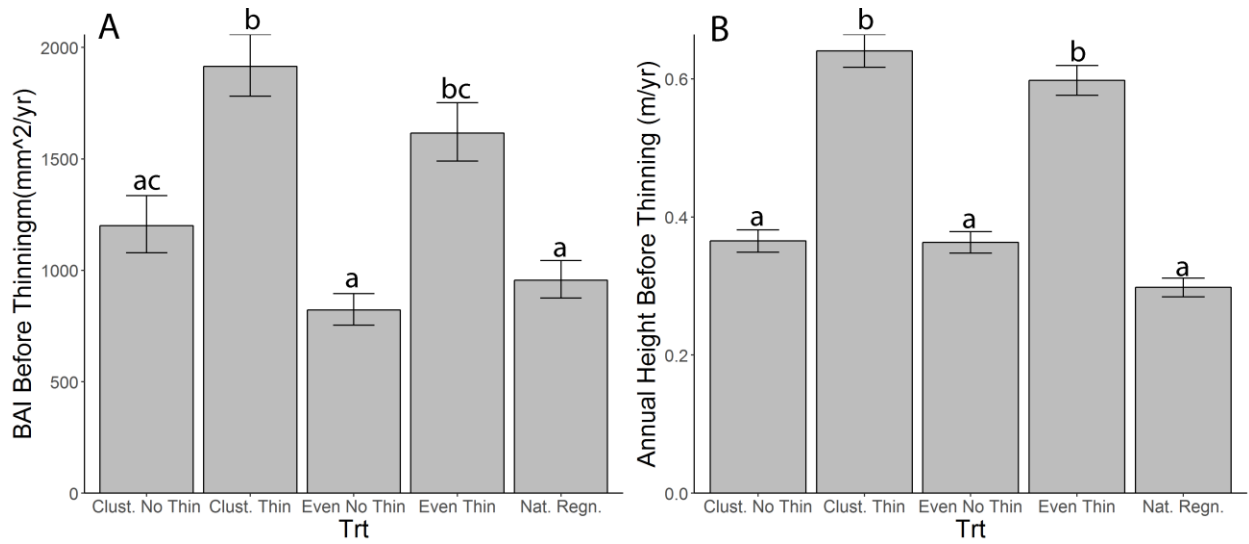 A
BAI Before Thinningm(mm^2/yr)
2000
1500
1000
500
0
ac
b
a
bc
a
Clust. No Thin Clust. Thin Even No Thin Even Thin Nat. Regn.
Trt
B
Annual Height Before Thinning (m/yr)
0.6
0.4
0.2
0.0
a
b
a
b
a
Clust. No Thin Clust. Thin Even No Thin Even Thin Nat. Regn.
Trt